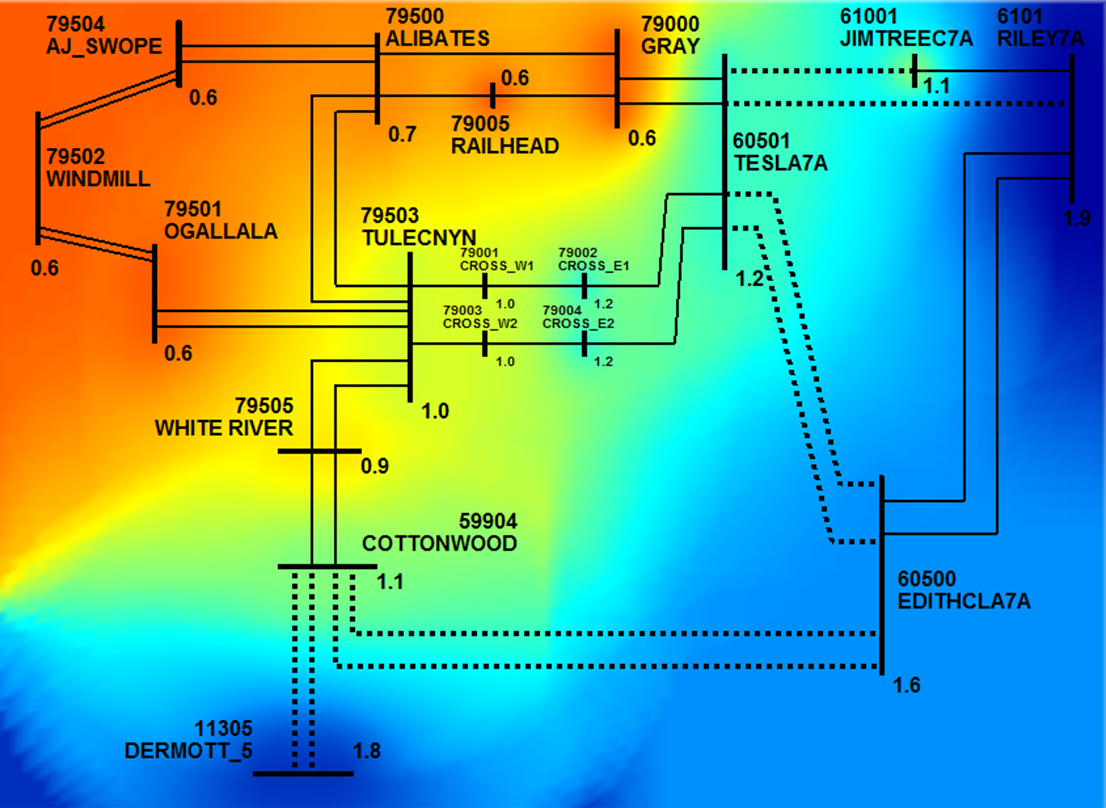 79504
AJ_SWOPE
0.6
79500
ALIBATES
0.7
79000
GRAY
0.6
61001
JIMTREEC7A
1.1
6101
RILEY7A
1.9
0.6
79005
RAILHEAD
60501
TESLA7A
1.2
79502
WINDMILL
0.6
79501
OGALLALA
0.6
79503
TULECNYN
1.0
79001
CROSS_W1
1.0
79002
CROSS_E1
1.2
79003
CROSS_W2
1.0
79004
CROSS_E2
1.2
79505
WHITE RIVER
0.9
59904
COTTONWOOD
1.1
60500
EDITHCLA7A
1.6
11305
DERMOTT_5
1.8